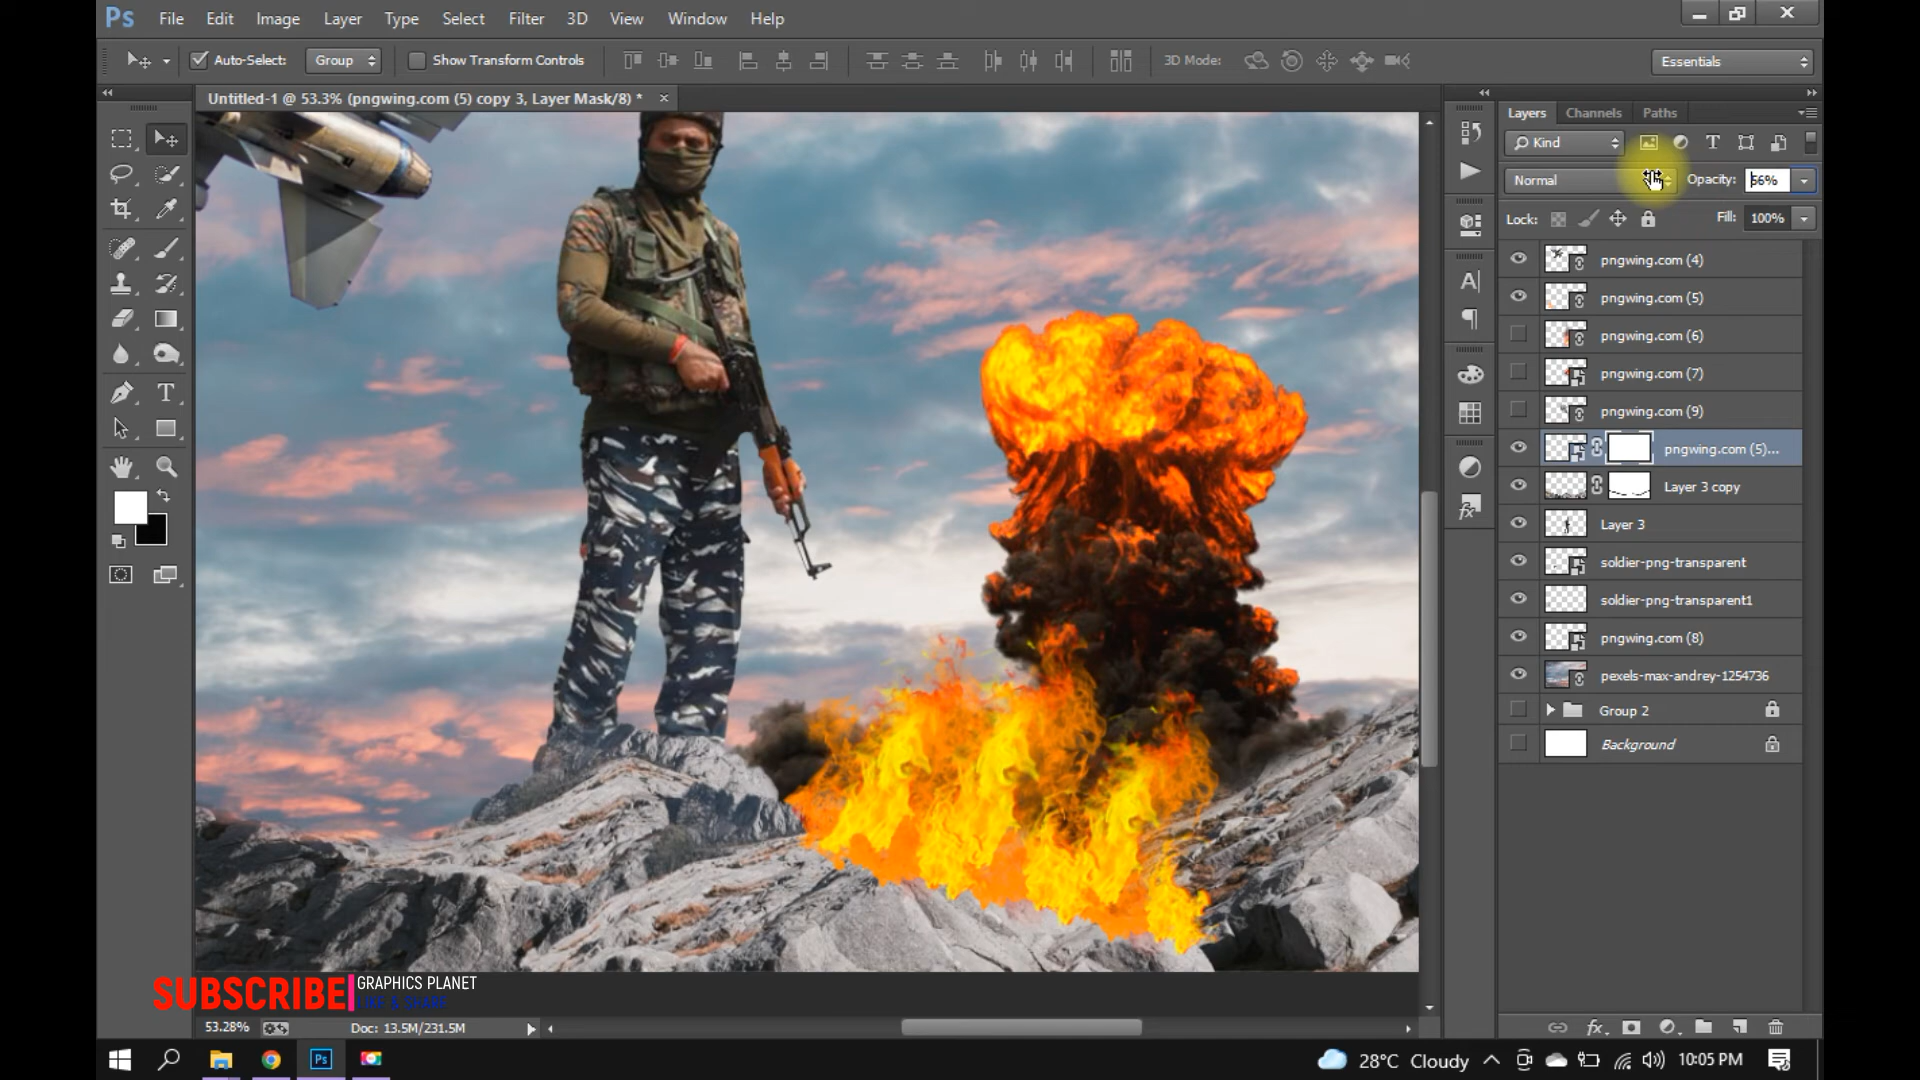 Ps File Edit Image Layer Type Select Filter 3D View Window Help
Auto-Select: Group Show Transform Controls 3D Mode: Essentials
Untitled-1 @ 53.3% (pngwing.com (5) copy 3, Layer Mask/8) *
Layers Channels Paths
Kind
Normal Opacity: 56%
Lock: Fill: 100%
pngwing.com (4)
pngwing.com (5)
pngwing.com (6)
pngwing.com (7)
pngwing.com (9)
pngwing.com (5)...
Layer 3 copy
Layer 3
soldier-png-transparent
soldier-png-transparent1
pngwing.com (8)
pexels-max-andrey-1254736
Group 2
Background
SUBSCRIBE
GRAPHICS PLANET
LIKE & SHARE
53.28% Doc: 13.5M/231.5M
Ps 28°C Cloudy 10:05 PM